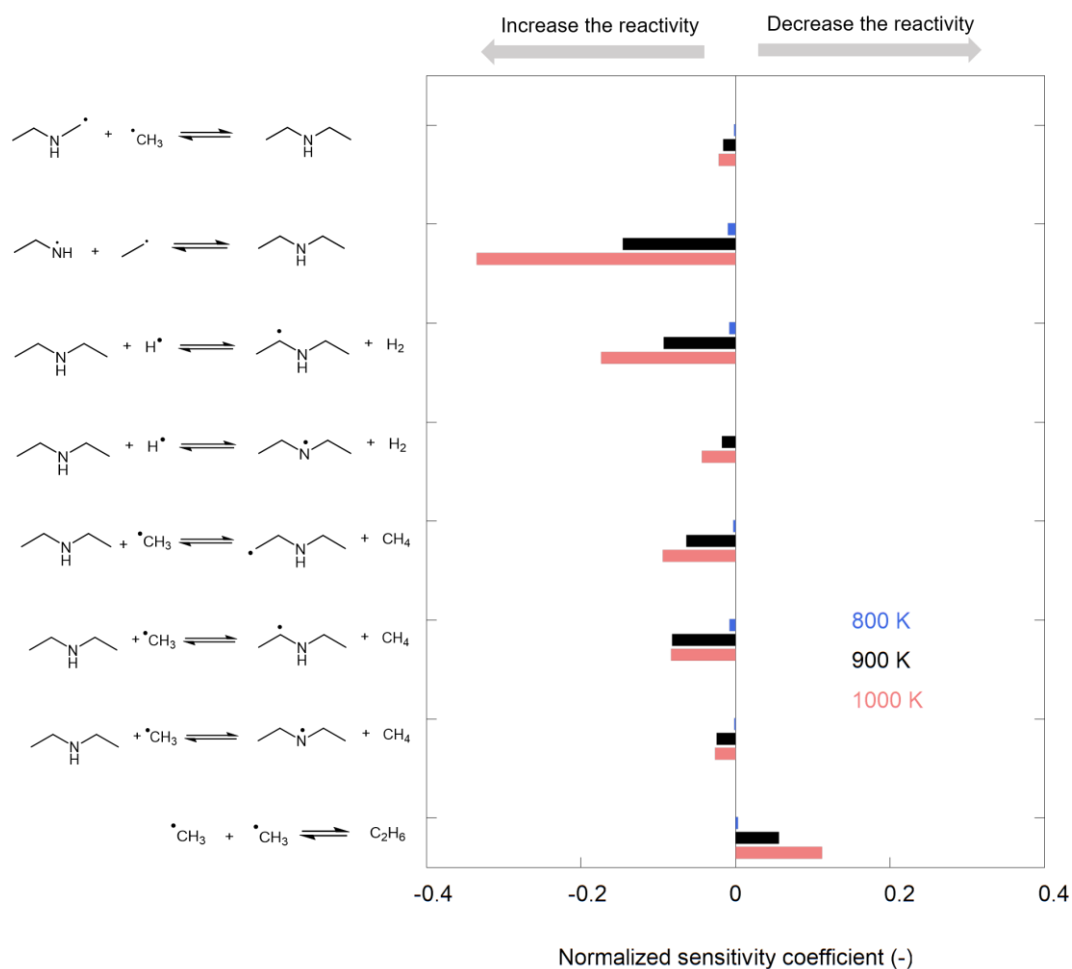 Increase the reactivity
Decrease the reactivity
N
H
+
•CH3
N
H
NH
+
N
H
N
H
+ H•
N
H
+ H2
N
H
+ H•
N
+ H2
N
H
+ •CH3
N
H
+ CH4
N
H
+ •CH3
N
H
+ CH4
N
H
+ •CH3
N
+ CH4
•CH3 + •CH3
C2H6
800 K
900 K
1000 K
-0.4 -0.2 0 0.2 0.4
Normalized sensitivity coefficient (-)